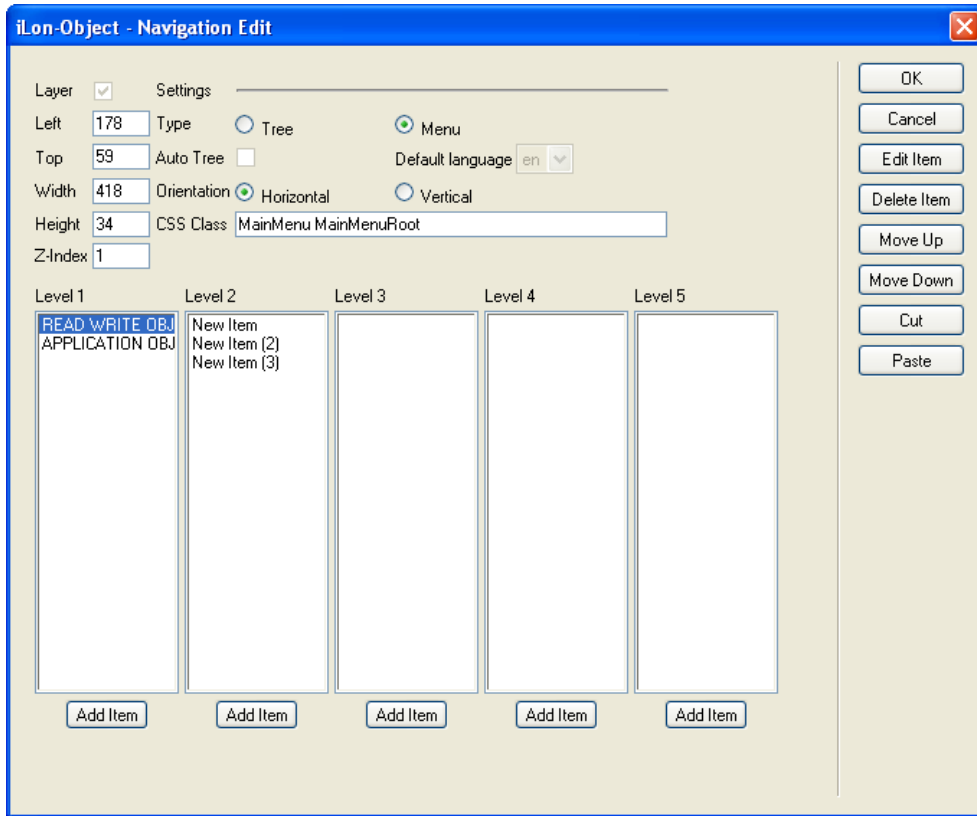 iLon-Object - Navigation Edit
Layer Settings
Left 178 Type Tree Menu
Top 59 Auto Tree Default language en
Width 418 Orientation Horizontal Vertical
Height 34 CSS Class MainMenu MainMenuRoot
Z-Index 1
Level 1 Level 2 Level 3 Level 4 Level 5
READ WRITE OBJ New Item
APPLICATION OBJ New Item (2)
New Item (3)
Add Item Add Item Add Item Add Item Add Item
OK
Cancel
Edit Item
Delete Item
Move Up
Move Down
Cut
Paste